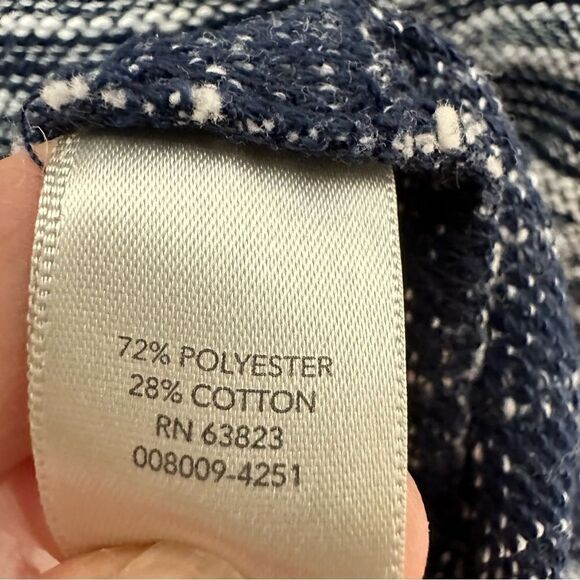 72% POLYESTER
28% COTTON
RN 63823
008009-4251